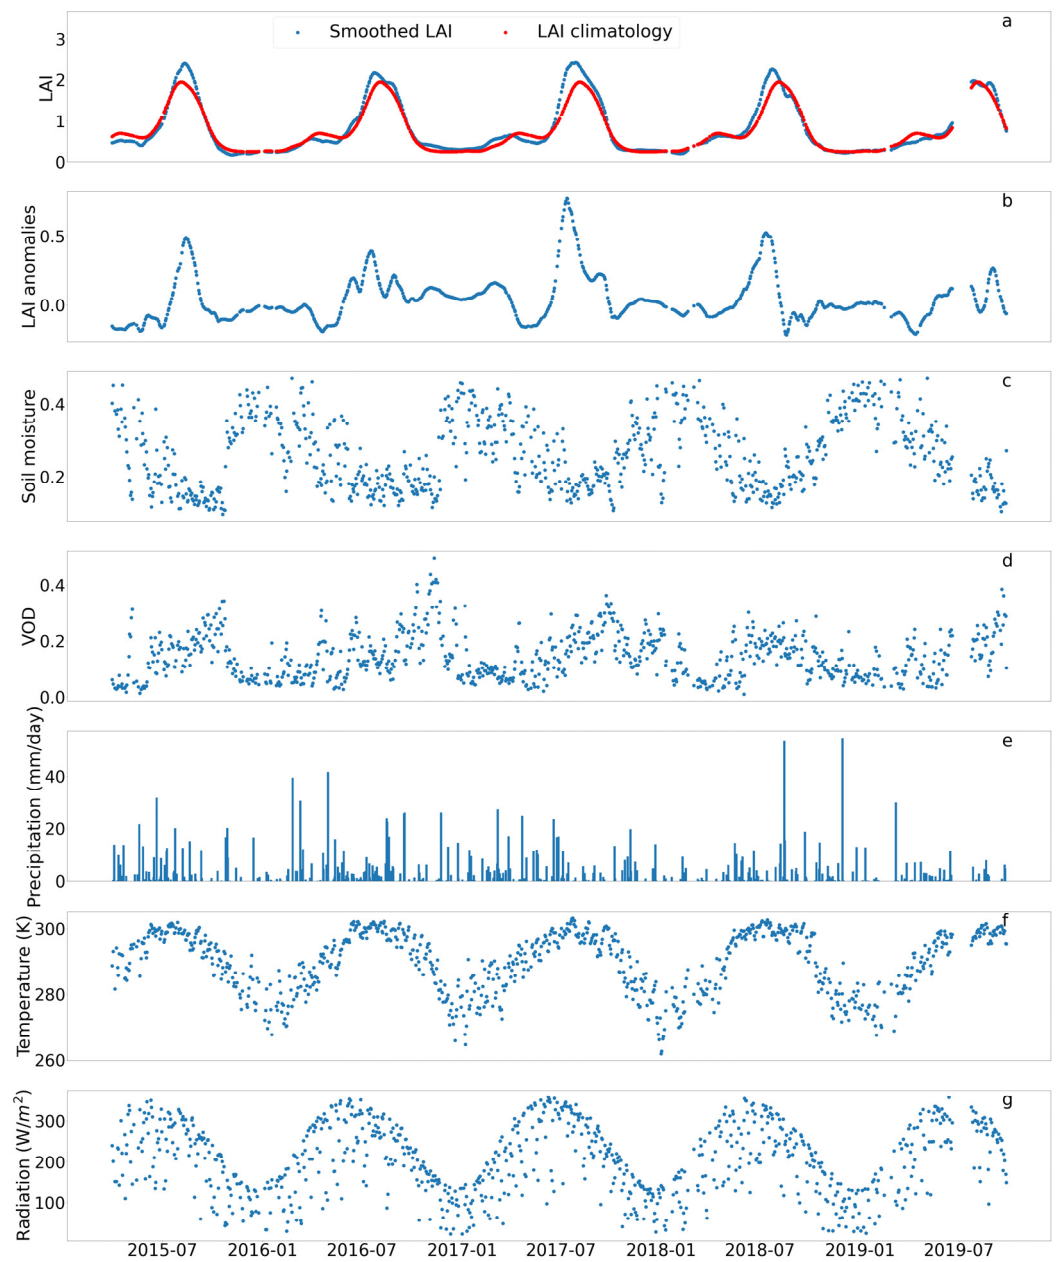 a
Smoothed LAI
LAI climatology
3
2
1
0
LAI
b
0.5
0.0
LAI anomalies
c
0.4
0.2
Soil moisture
d
0.4
0.2
0.0
VOD
e
40
20
0
Precipitation (mm/day)
f
300
280
260
Temperature (K)
g
300
200
100
Radiation (W/m²)
2015-07 2016-01 2016-07 2017-01 2017-07 2018-01 2018-07 2019-01 2019-07